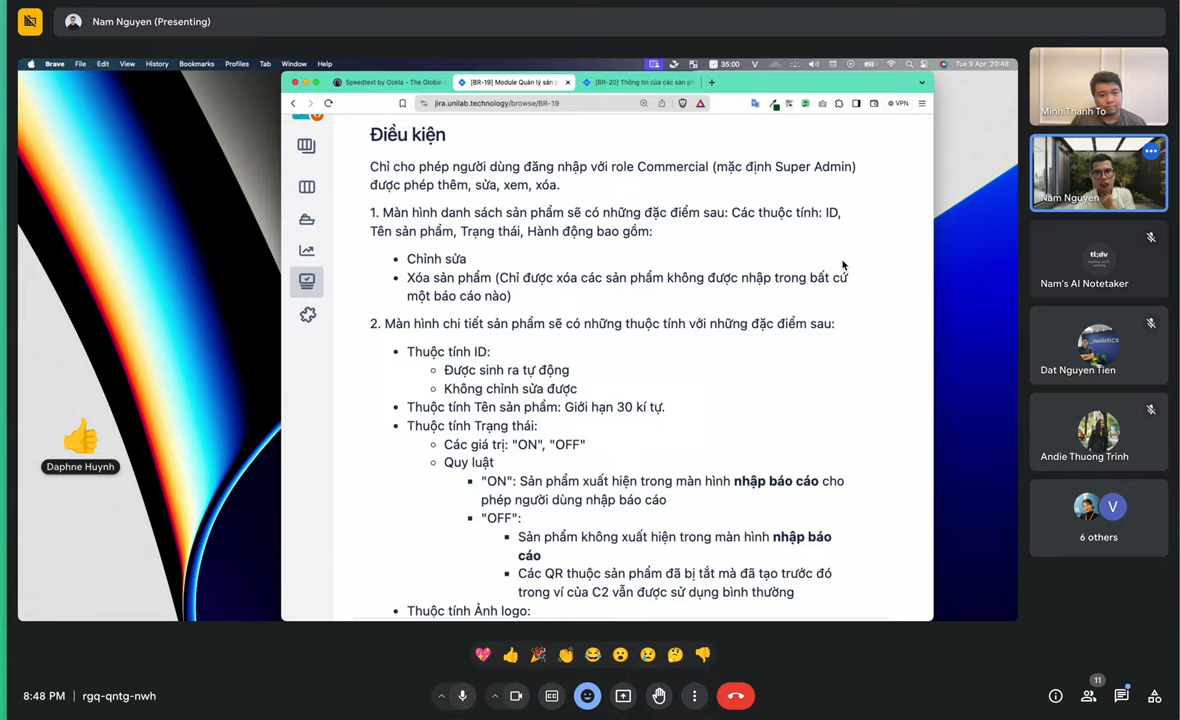 Nam Nguyen (Presenting)
Brave File Edit View History Bookmarks Profiles Tab Window Help
35:00
Tue 9 Apr 20:48
Speedtest by Ookla - The Global
[BR-19] Module Quản lý sản
[BR-20] Thông tin của các sản
jira.unilab.technology/browse/BR-19
VPN
Điều kiện
Chỉ cho phép người dùng đăng nhập với role Commercial (mặc định Super Admin)
được phép thêm, sửa, xem, xóa.
1. Màn hình danh sách sản phẩm sẽ có những đặc điểm sau: Các thuộc tính: ID,
Tên sản phẩm, Trạng thái, Hành động bao gồm:
• Chỉnh sửa
• Xóa sản phẩm (Chỉ được xóa các sản phẩm không được nhập trong bất cứ
một báo cáo nào)
2. Màn hình chi tiết sản phẩm sẽ có những thuộc tính với những đặc điểm sau:
• Thuộc tính ID:
○ Được sinh ra tự động
○ Không chỉnh sửa được
• Thuộc tính Tên sản phẩm: Giới hạn 30 kí tự.
• Thuộc tính Trạng thái:
○ Các giá trị: "ON", "OFF"
○ Quy luật
▪ "ON": Sản phẩm xuất hiện trong màn hình nhập báo cáo cho
phép người dùng nhập báo cáo
▪ "OFF":
▪ Sản phẩm không xuất hiện trong màn hình nhập báo
cáo
▪ Các QR thuộc sản phẩm đã bị tắt mà đã tạo trước đó
trong ví của C2 vẫn được sử dụng bình thường
• Thuộc tính Ảnh logo:
Daphne Huynh
Minh Thanh To
Nam Nguyen
tl;dv
Nam's AI Notetaker
holistics
Dat Nguyen Tien
Andie Thuong Trinh
V
6 others
8:48 PM | rgq-qntg-nwh
CC
11